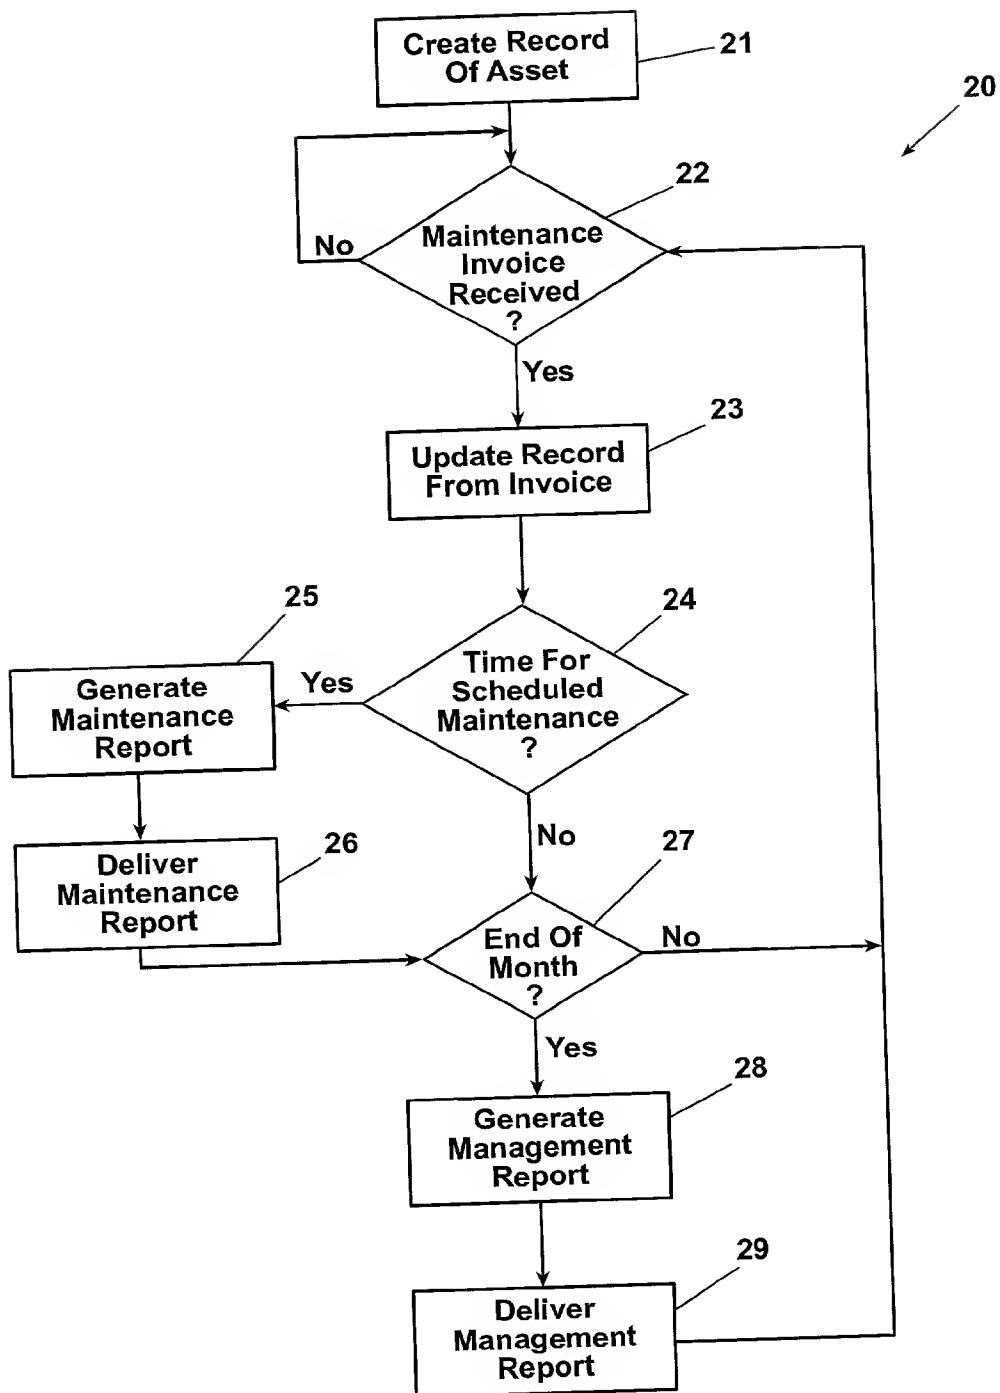 Create Record
Of Asset
21
20
22
Maintenance
Invoice
Received
?
No
Yes
23
Update Record
From Invoice
25
24
Generate
Maintenance
Report
Yes
Time For
Scheduled
Maintenance
?
No
26
27
Deliver
Maintenance
Report
End Of
Month
?
No
Yes
28
Generate
Management
Report
29
Deliver
Management
Report